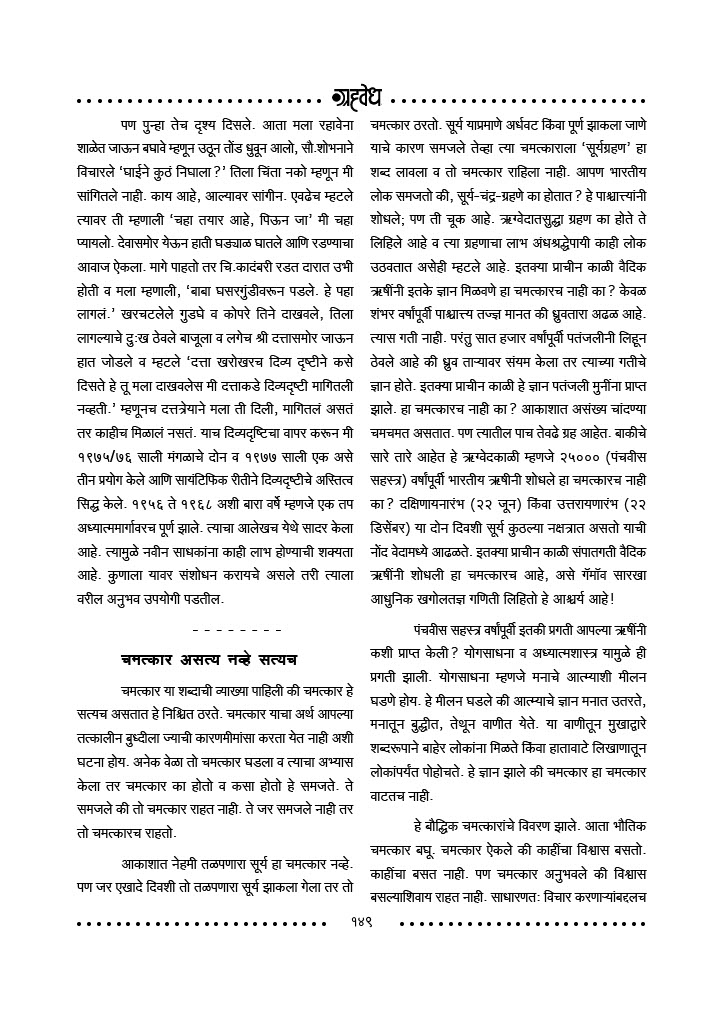 ग्रहवेध
पण पुन्हा तेच दृश्य दिसले. आता मला रहावेना
शाळेत जाऊन बघावे म्हणून उठून तोंड धुवून आलो, सौ.शोभनाने
विचारले ‘घाईने कुठं निघाला?’ तिला चिंता नको म्हणून मी
सांगितले नाही. काय आहे, आल्यावर सांगीन. एवढेच म्हटले
त्यावर ती म्हणाली ‘चहा तयार आहे, पिऊन जा’ मी चहा
प्यायलो. देवासमोर येऊन हाती घड्याळ घातले आणि रडण्याचा
आवाज ऐकला. मागे पाहतो तर चि.कादंबरी रडत दारात उभी
होती व मला म्हणाली, ‘बाबा घसरगुंडीवरून पडले. हे पहा
लागलं.’ खरचटलेले गुडघे व कोपरे तिने दाखवले, तिला
लागल्याचे दुःख ठेवले बाजूला व लगेच श्री दत्तासमोर जाऊन
हात जोडले व म्हटले ‘दत्ता खरोखरच दिव्य दृष्टीने कसे
दिसते हे तू मला दाखवलेस मी दत्ताकडे दिव्यदृष्टी मागितली
नव्हती.’ म्हणूनच दत्तत्रेयाने मला ती दिली, मागितलं असतं
तर काहीच मिळालं नसतं. याच दिव्यदृष्टिचा वापर करून मी
१९७५/७६ साली मंगळाचे दोन व १९७७ साली एक असे
तीन प्रयोग केले आणि सायंटिफिक रीतीने दिव्यदृष्टीचे अस्तित्व
सिद्ध केले. १९५६ ते १९६८ अशी बारा वर्षे म्हणजे एक तप
अध्यात्ममार्गावरच पूर्ण झाले. त्याचा आलेखच येथे सादर केला
आहे. त्यामुळे नवीन साधकांना काही लाभ होण्याची शक्यता
आहे. कुणाला यावर संशोधन करायचे असले तरी त्याला
वरील अनुभव उपयोगी पडतील.
- - - - - - - -
चमत्कार असत्य नव्हे सत्यच
चमत्कार या शब्दाची व्याख्या पाहिली की चमत्कार हे
सत्यच असतात हे निश्चित ठरते. चमत्कार याचा अर्थ आपल्या
तत्कालीन बुध्दीला ज्याची कारणमीमांसा करता येत नाही अशी
घटना होय. अनेक वेळा तो चमत्कार घडला व त्याचा अभ्यास
केला तर चमत्कार का होतो व कसा होतो हे समजते. ते
समजले की तो चमत्कार राहत नाही. ते जर समजले नाही तर
तो चमत्कारच राहतो.
आकाशात नेहमी तळपणारा सूर्य हा चमत्कार नव्हे.
पण जर एखादे दिवशी तो तळपणारा सूर्य झाकला गेला तर तो
चमत्कार ठरतो. सूर्य याप्रमाणे अर्धवट किंवा पूर्ण झाकला जाणे
याचे कारण समजले तेव्हा त्या चमत्काराला ‘सूर्यग्रहण’ हा
शब्द लावला व तो चमत्कार राहिला नाही. आपण भारतीय
लोक समजतो की, सूर्य-चंद्र-ग्रहणे का होतात? हे पाश्चात्त्यांनी
शोधले; पण ती चूक आहे. ऋग्वेदातसुद्धा ग्रहण का होते ते
लिहिले आहे व त्या ग्रहणाचा लाभ अंधश्रद्धेपायी काही लोक
उठवतात असेही म्हटले आहे. इतक्या प्राचीन काळी वैदिक
ऋषींनी इतके ज्ञान मिळवणे हा चमत्कारच नाही का? केवळ
शंभर वर्षांपूर्वी पाश्चात्त्य तज्ज्ञ मानत की ध्रुवतारा अढळ आहे.
त्यास गती नाही. परंतु सात हजार वर्षांपूर्वी पतंजलीनी लिहून
ठेवले आहे की ध्रुव ताऱ्यावर संयम केला तर त्याच्या गतीचे
ज्ञान होते. इतक्या प्राचीन काळी हे ज्ञान पतंजली मुनींना प्राप्त
झाले. हा चमत्कारच नाही का? आकाशात असंख्य चांदण्या
चमचमत असतात. पण त्यातील पाच तेवढे ग्रह आहेत. बाकीचे
सारे तारे आहेत हे ऋग्वेदकाळी म्हणजे २५००० (पंचवीस
सहस्त्र) वर्षांपूर्वी भारतीय ऋषीनी शोधले हा चमत्कारच नाही
का? दक्षिणायनारंभ (२२ जून) किंवा उत्तरायणारंभ (२२
डिसेंबर) या दोन दिवशी सूर्य कुठल्या नक्षत्रात असतो याची
नोंद वेदामध्ये आढळते. इतक्या प्राचीन काळी संपातगती वैदिक
ऋषींनी शोधली हा चमत्कारच आहे, असे गॅमॉव सारखा
आधुनिक खगोलतज्ञ गणिती लिहितो हे आश्चर्य आहे!
पंचवीस सहस्त्र वर्षांपूर्वी इतकी प्रगती आपल्या ऋषींनी
कशी प्राप्त केली? योगसाधना व अध्यात्मशास्त्र यामुळे ही
प्रगती झाली. योगसाधना म्हणजे मनाचे आत्म्याशी मीलन
घडणे होय. हे मीलन घडले की आत्म्याचे ज्ञान मनात उतरते,
मनातून बुद्धीत, तेथून वाणीत येते. या वाणीतून मुखाद्वारे
शब्दरूपाने बाहेर लोकांना मिळते किंवा हातावाटे लिखाणातून
लोकांपर्यंत पोहोचते. हे ज्ञान झाले की चमत्कार हा चमत्कार
वाटतच नाही.
हे बौद्धिक चमत्कारांचे विवरण झाले. आता भौतिक
चमत्कार बघू. चमत्कार ऐकले की काहींचा विश्वास बसतो.
काहींचा बसत नाही. पण चमत्कार अनुभवले की विश्वास
बसल्याशिवाय राहत नाही. साधारणतः विचार करणाऱ्यांबद्दलच
१४९